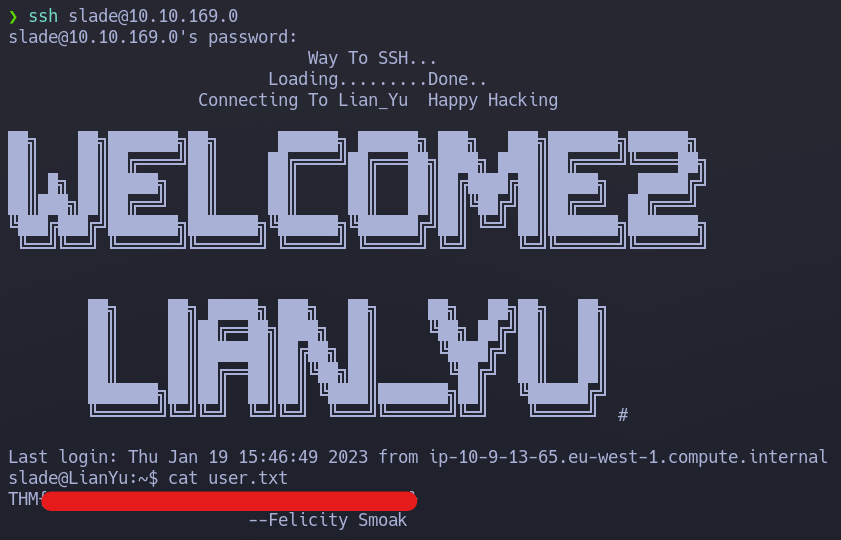 ❯ ssh slade@10.10.169.0
slade@10.10.169.0's password:
Way To SSH...
Loading.........Done..
Connecting To Lian_Yu  Happy Hacking
WELCOME2
LIAN_YU #
Last login: Thu Jan 19 15:46:49 2023 from ip-10-9-13-65.eu-west-1.compute.internal
slade@LianYu:~$ cat user.txt
THM{
--Felicity Smoak